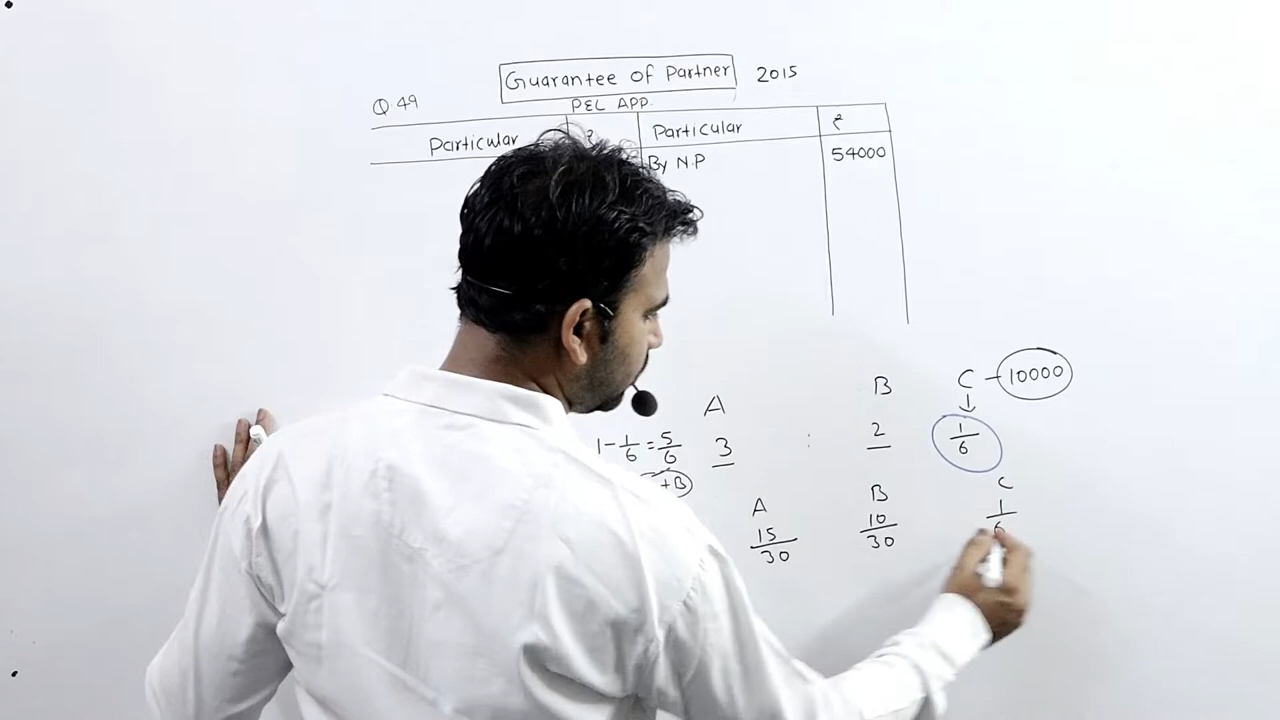 Guarantee of Partner 2015
Q.49
P&L APP.
Particular ₹ Particular ₹
By N.P 54000
A B C - 10000
1 - 1/6 = 5/6 3 : 2 1/6
+B
A B C
15/30 10/30 1/6